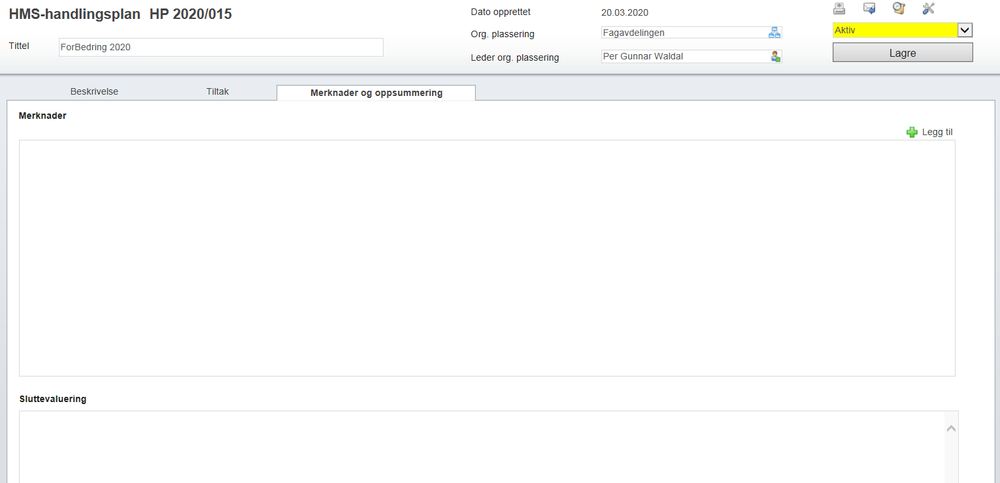 HMS-handlingsplan HP 2020/015
Tittel
ForBedring 2020
Dato opprettet
20.03.2020
Org. plassering
Fagavdelingen
Leder org. plassering
Per Gunnar Waldal
Aktiv
Lagre
Beskrivelse
Tiltak
Merknader og oppsummering
Merknader
Legg til
Sluttevaluering